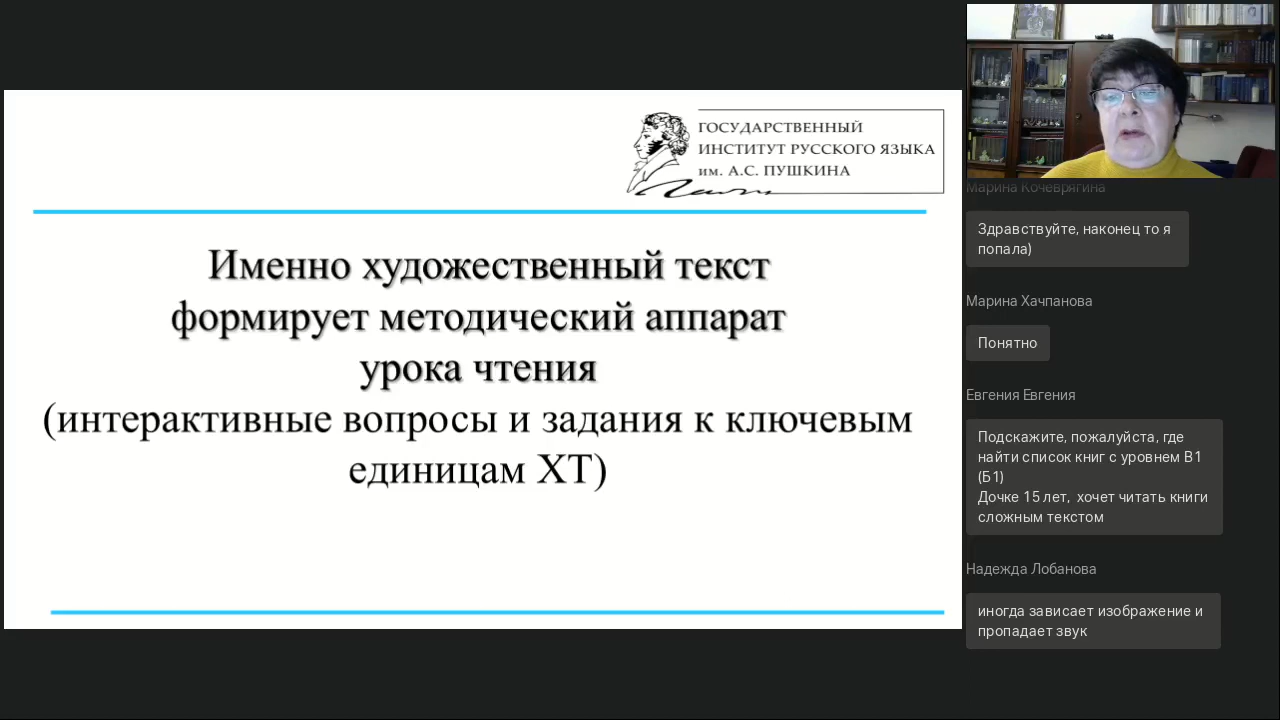 ГОСУДАРСТВЕННЫЙ
ИНСТИТУТ РУССКОГО ЯЗЫКА
им. А.С. ПУШКИНА
Именно художественный текст
формирует методический аппарат
урока чтения
(интерактивные вопросы и задания к ключевым
единицам ХТ)
Марина Кочеврягина
Здравствуйте, наконец то я
попала)
Марина Хачпанова
Понятно
Евгения Евгения
Подскажите, пожалуйста, где
найти список книг с уровнем В1
(Б1)
Дочке 15 лет, хочет читать книги
сложным текстом
Надежда Лобанова
иногда зависает изображение и
пропадает звук